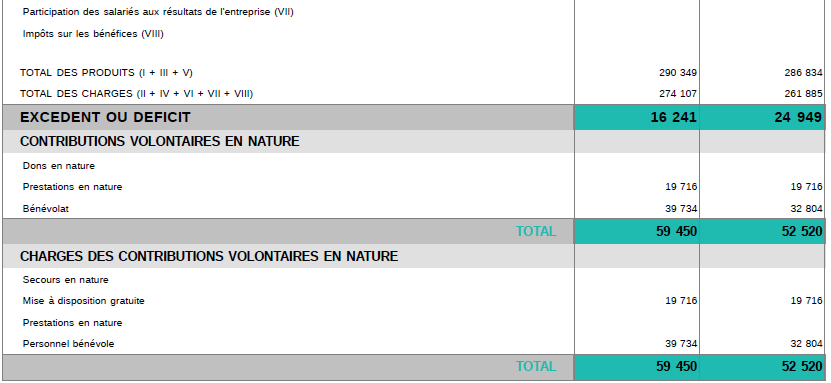 Participation des salariés aux résultats de l'entreprise (VII)
Impôts sur les bénéfices (VIII)
TOTAL DES PRODUITS (I + III + V) 290 349 286 834
TOTAL DES CHARGES (II + IV + VI + VII + VIII) 274 107 261 885
EXCEDENT OU DEFICIT 16 241 24 949
CONTRIBUTIONS VOLONTAIRES EN NATURE
Dons en nature
Prestations en nature 19 716 19 716
Bénévolat 39 734 32 804
TOTAL 59 450 52 520
CHARGES DES CONTRIBUTIONS VOLONTAIRES EN NATURE
Secours en nature
Mise à disposition gratuite 19 716 19 716
Prestations en nature
Personnel bénévole 39 734 32 804
TOTAL 59 450 52 520